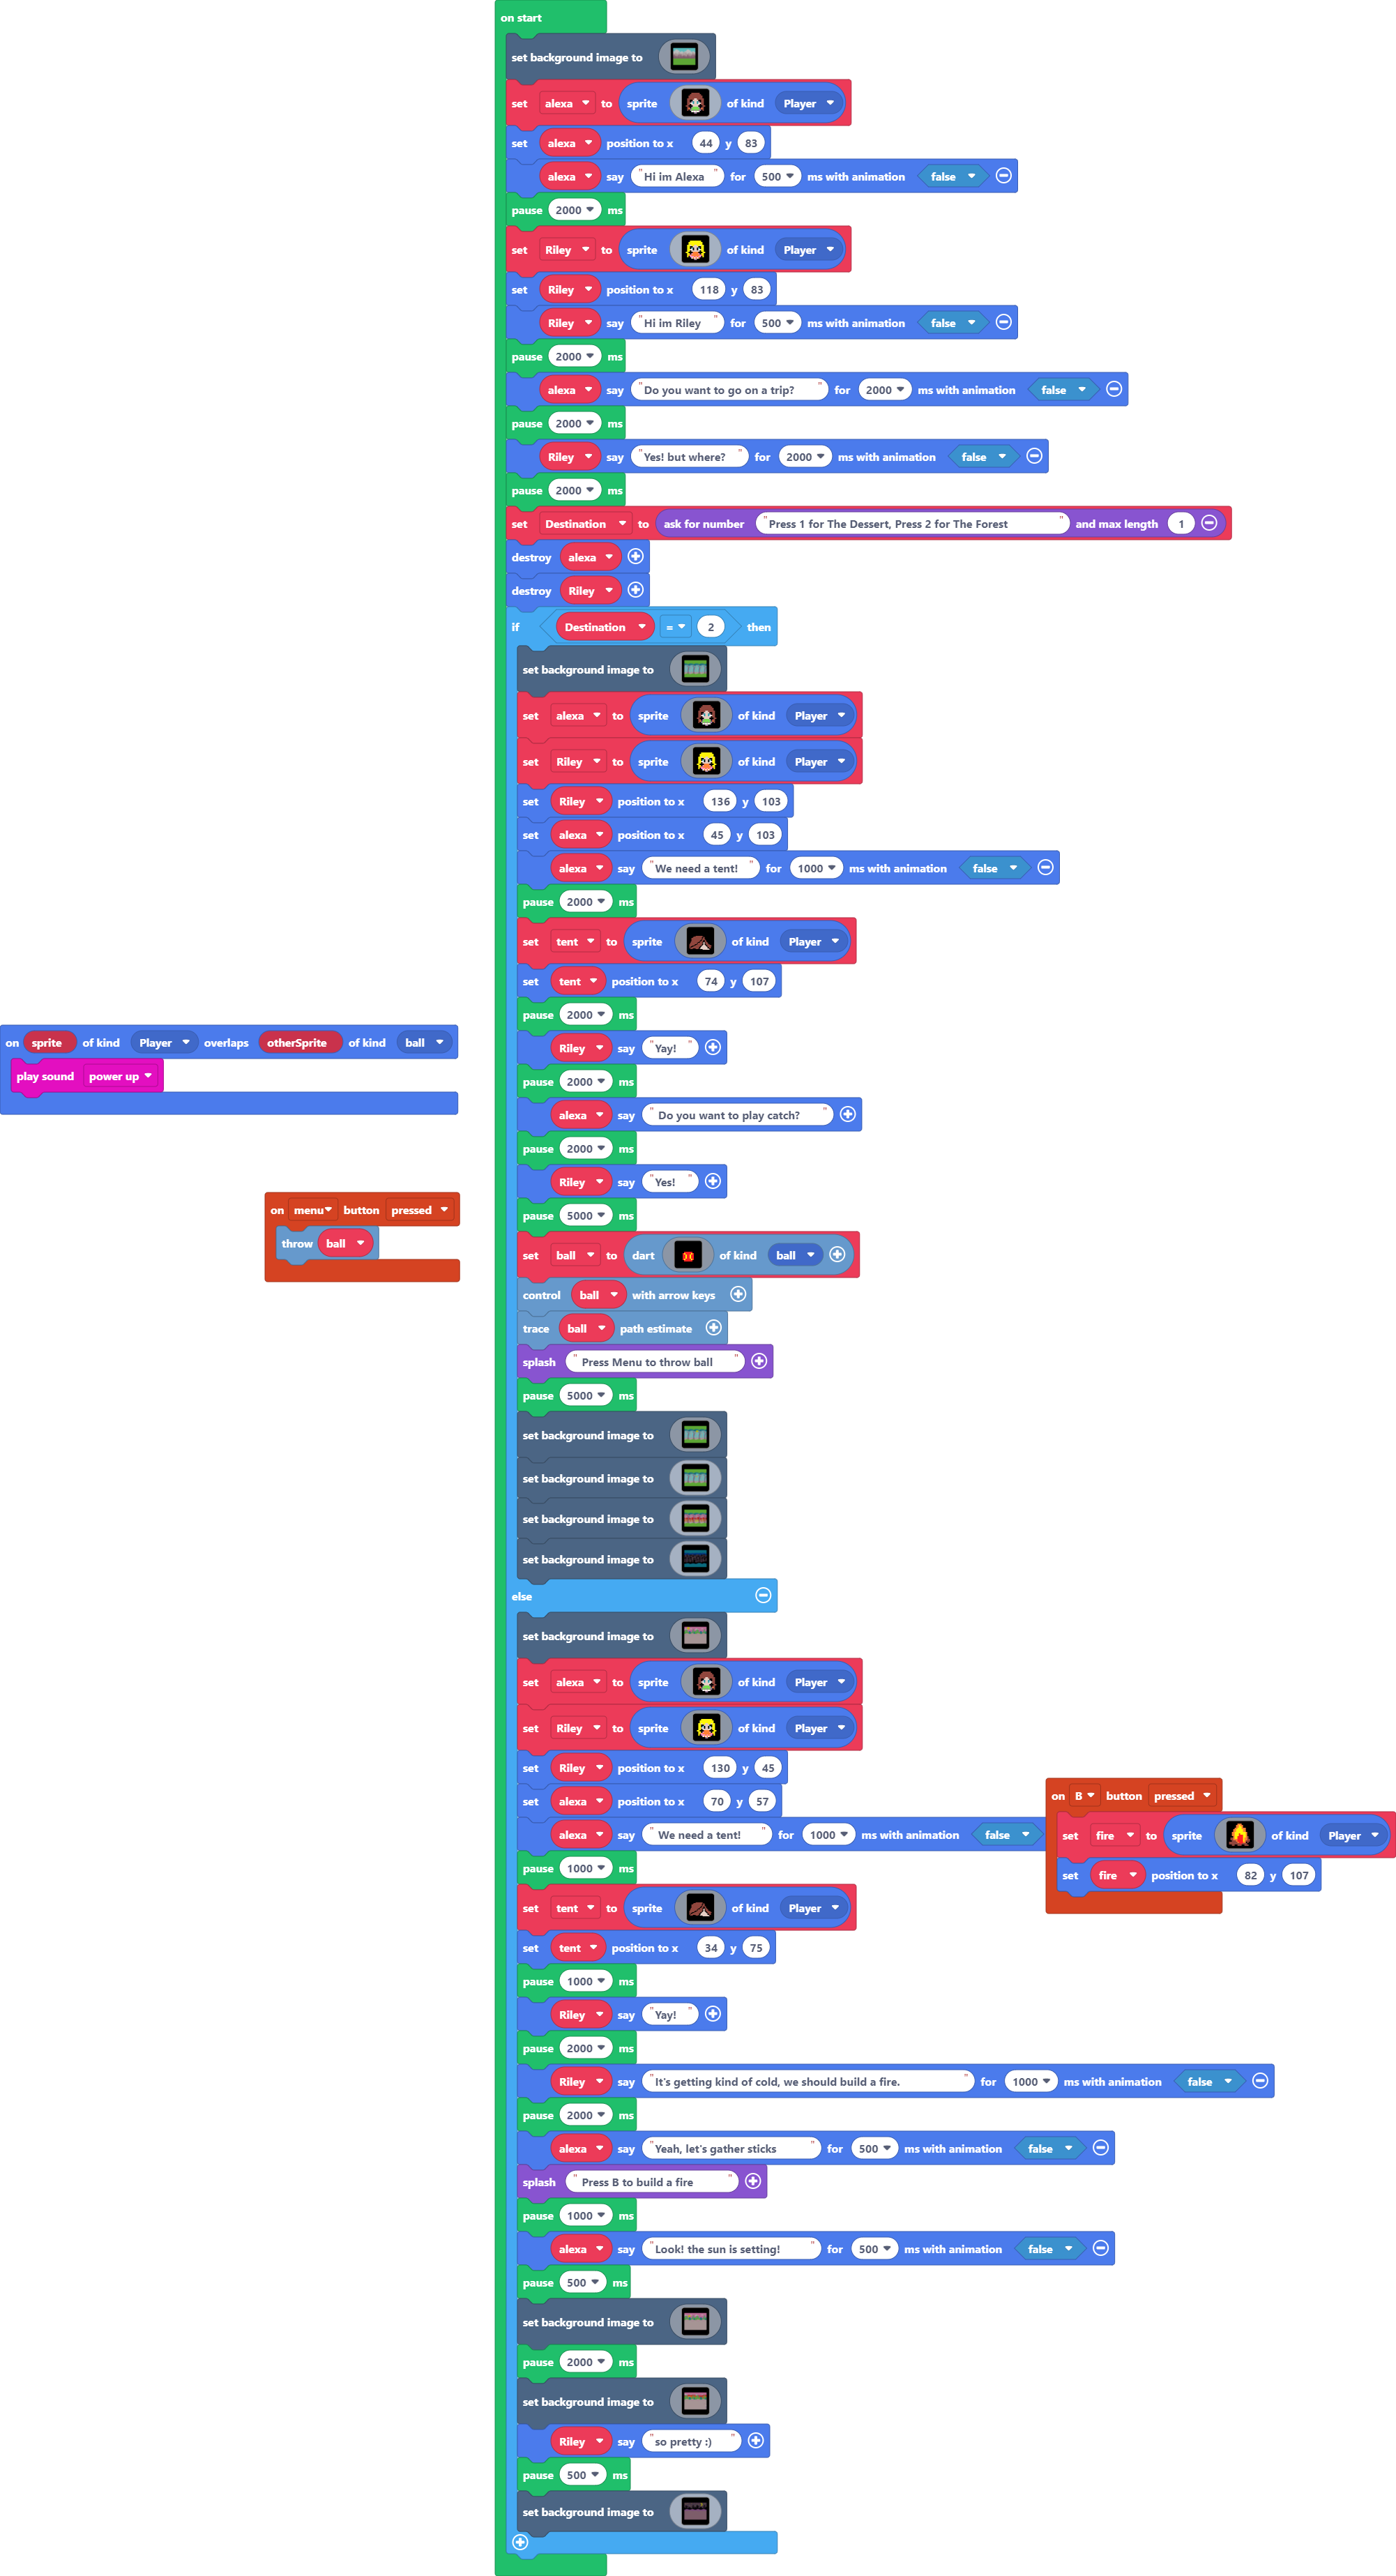 on start
set background image to
set alexa to sprite of kind Player
set alexa position to x 44 y 83
alexa say "Hi im Alexa " for 500 ms with animation false
pause 2000 ms
set Riley to sprite of kind Player
set Riley position to x 118 y 83
Riley say "Hi im Riley " for 500 ms with animation false
pause 2000 ms
alexa say "Do you want to go on a trip? " for 2000 ms with animation false
pause 2000 ms
Riley say "Yes! but where? " for 2000 ms with animation false
pause 2000 ms
set Destination to ask for number "Press 1 for The Dessert, Press 2 for The Forest " and max length 1
destroy alexa
destroy Riley
if Destination = 2 then
set background image to
set alexa to sprite of kind Player
set Riley to sprite of kind Player
set Riley position to x 136 y 103
set alexa position to x 45 y 103
alexa say "We need a tent! " for 1000 ms with animation false
pause 2000 ms
set tent to sprite of kind Player
set tent position to x 74 y 107
pause 2000 ms
Riley say "Yay! "
pause 2000 ms
alexa say " Do you want to play catch? "
pause 2000 ms
Riley say "Yes! "
pause 5000 ms
set ball to dart of kind ball
control ball with arrow keys
trace ball path estimate
splash " Press Menu to throw ball "
pause 5000 ms
set background image to
set background image to
set background image to
set background image to
else
set background image to
set alexa to sprite of kind Player
set Riley to sprite of kind Player
set Riley position to x 130 y 45
set alexa position to x 70 y 57
alexa say " We need a tent! " for 1000 ms with animation false
pause 1000 ms
set tent to sprite of kind Player
set tent position to x 34 y 75
pause 1000 ms
Riley say "Yay! "
pause 2000 ms
Riley say "It's getting kind of cold, we should build a fire. " for 1000 ms with animation false
pause 2000 ms
alexa say "Yeah, let's gather sticks " for 500 ms with animation false
splash " Press B to build a fire "
pause 1000 ms
alexa say "Look! the sun is setting! " for 500 ms with animation false
pause 500 ms
set background image to
pause 2000 ms
set background image to
Riley say "so pretty :) "
pause 500 ms
set background image to
on sprite of kind Player overlaps otherSprite of kind ball
play sound power up
on menu button pressed
throw ball
on B button pressed
set fire to sprite of kind Player
set fire position to x 82 y 107